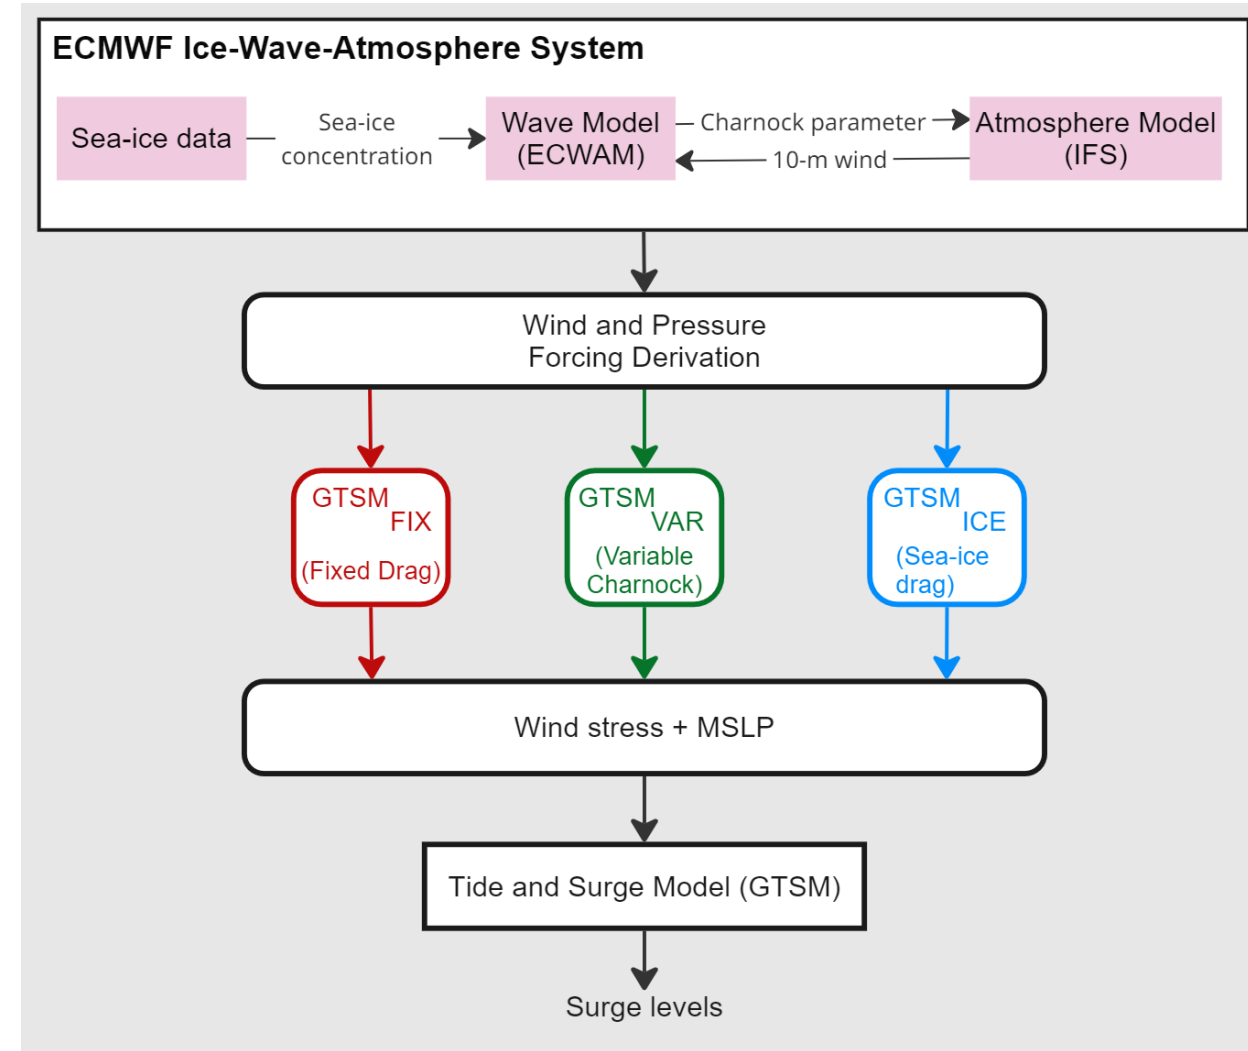 ECMWF Ice-Wave-Atmosphere System
Sea-ice data
Sea-ice
concentration
Wave Model
(ECWAM)
Charnock parameter
10-m wind
Atmosphere Model
(IFS)
Wind and Pressure
Forcing Derivation
GTSM
FIX
(Fixed Drag)
GTSM
VAR
(Variable
Charnock)
GTSM
ICE
(Sea-ice
drag)
Wind stress + MSLP
Tide and Surge Model (GTSM)
Surge levels